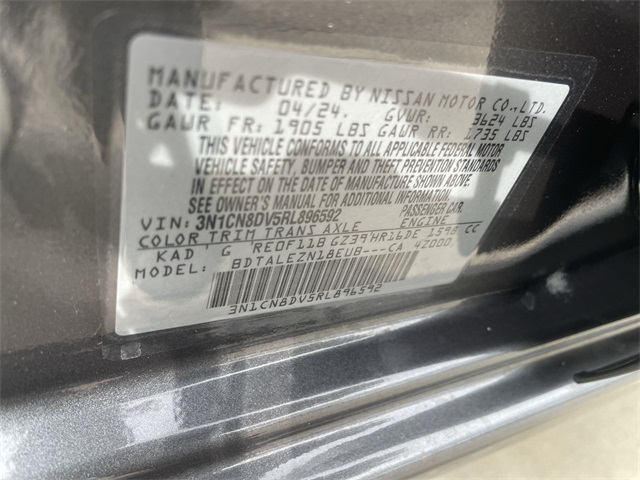 MANUFACTURED BY NISSAN MOTOR CO.,LTD.
DATE: 04/24. GVWR: 3624 LBS
GAWR FR: 1905 LBS GAWR RR: 1735 LBS
THIS VEHICLE CONFORMS TO ALL APPLICABLE FEDERAL MOTOR
VEHICLE SAFETY, BUMPER AND THEFT PREVENTION STANDARDS
IN EFFECT ON THE DATE OF MANUFACTURE SHOWN ABOVE.
SEE OWNER'S MANUAL FOR ADDITIONAL INFORMATION.
VIN: 3N1CN8DV5RL896592 PASSENGER CAR
COLOR TRIM TRANS AXLE ENGINE
KAD G RE0F11B GZ39 HR16DE 1598 CC
BDTALEZN18EUB---CA 4Z000.
3N1CN8DV5RL896592